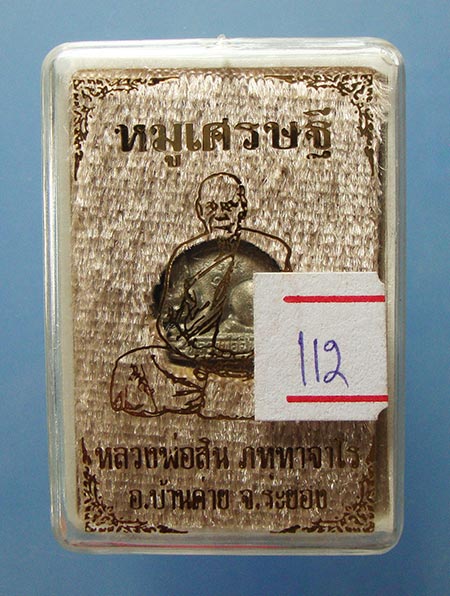 หมูเศรษฐี
112
หลวงพ่อสิน ภทฺทาจาโร
อ.บ้านค่าย จ.ระยอง